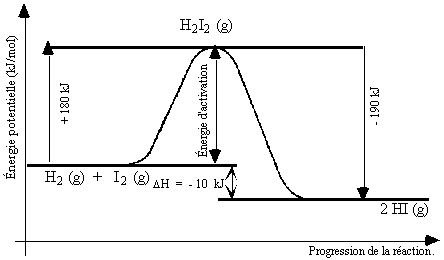 H2I2 (g)
Énergie potentielle (kJ/mol)
+180 kJ
Énergie d'activation
- 190 kJ
H2 (g) + I2 (g)
ΔH = - 10 kJ
2 HI (g)
Progression de la réaction.